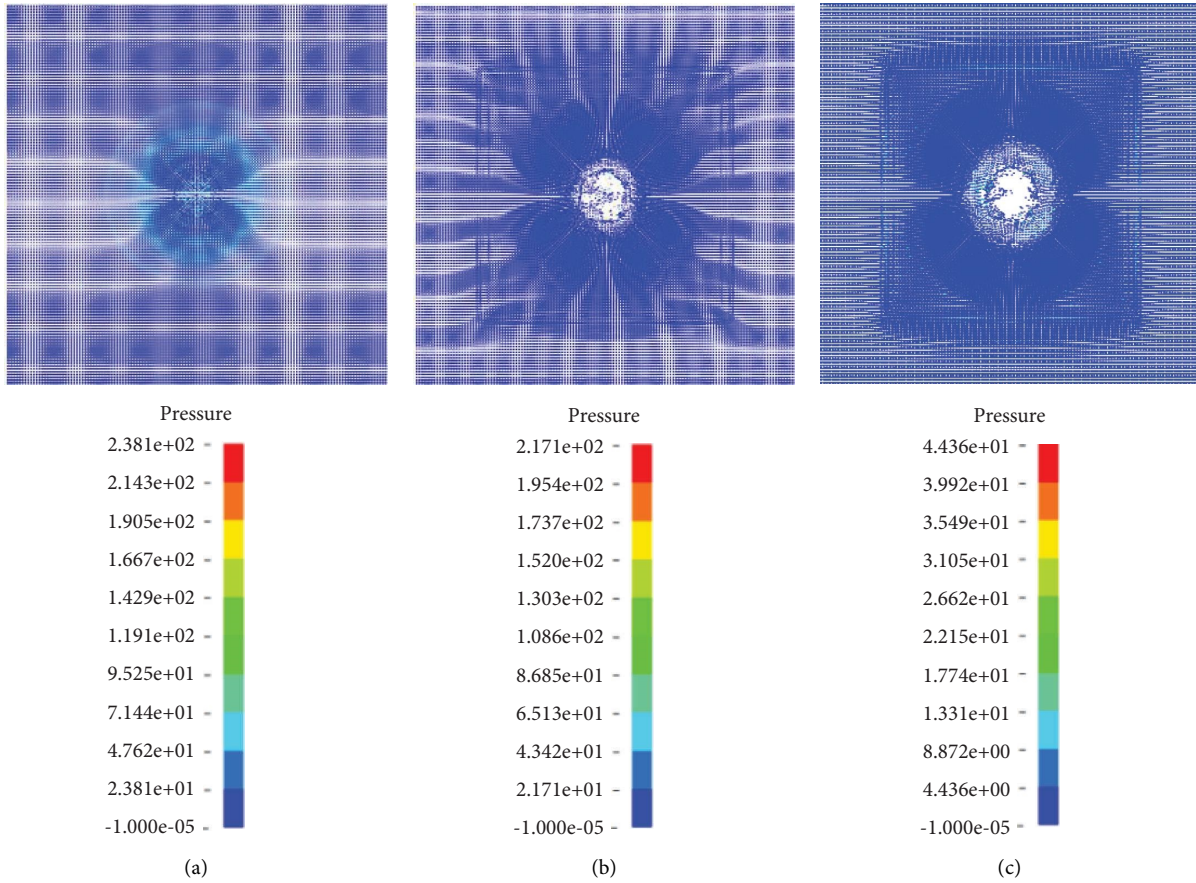 Pressure
2.381e+02
2.143e+02
1.905e+02
1.667e+02
1.429e+02
1.191e+02
9.525e+01
7.144e+01
4.762e+01
2.381e+01
-1.000e-05
(a)
Pressure
2.171e+02
1.954e+02
1.737e+02
1.520e+02
1.303e+02
1.086e+02
8.685e+01
6.513e+01
4.342e+01
2.171e+01
-1.000e-05
(b)
Pressure
4.436e+01
3.992e+01
3.549e+01
3.105e+01
2.662e+01
2.215e+01
1.774e+01
1.331e+01
8.872e+00
4.436e+00
-1.000e-05
(c)